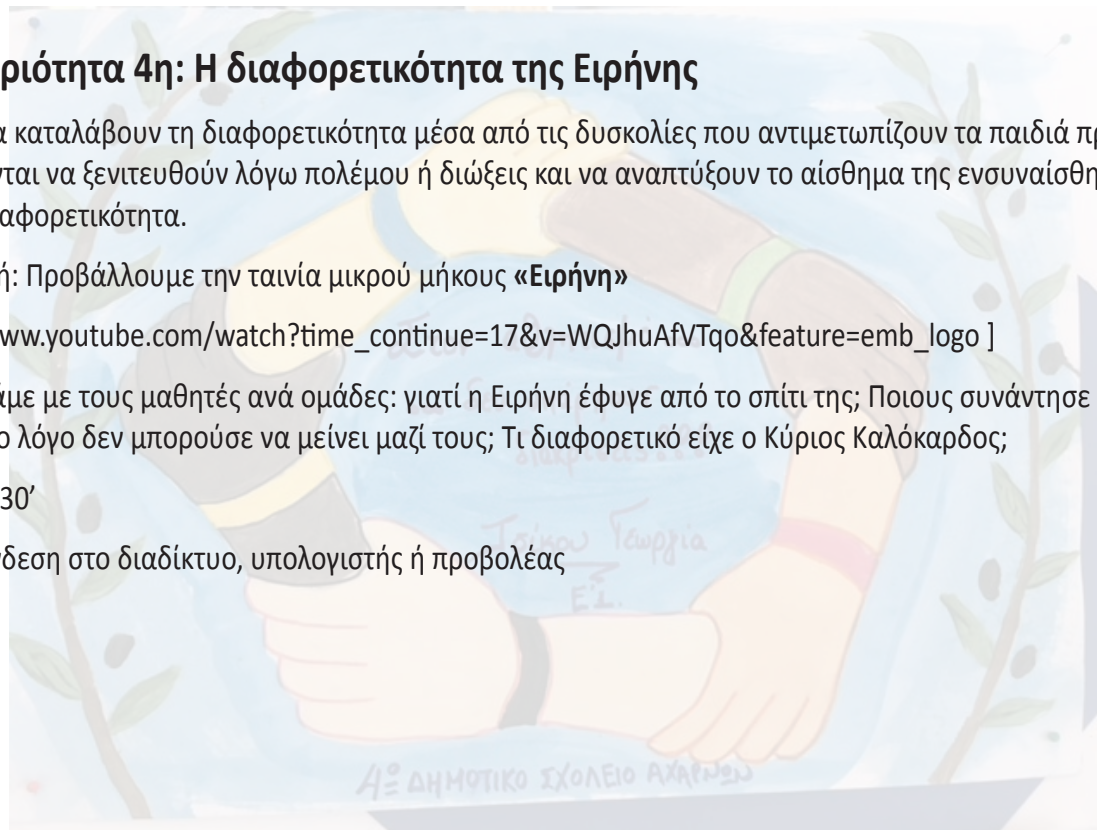 ριότητα 4η: Η διαφορετικότητα της Ειρήνης
α καταλάβουν τη διαφορετικότητα μέσα από τις δυσκολίες που αντιμετωπίζουν τα παιδιά πρ
νται να ξενιτευθούν λόγω πολέμου ή διώξεις και να αναπτύξουν το αίσθημα της ενσυναίσθη
αφορετικότητα.
ή: Προβάλλουμε την ταινία μικρού μήκους «Ειρήνη»
ww.youtube.com/watch?time_continue=17&v=WQJhuAfVTqo&feature=emb_logo ]
άμε με τους μαθητές ανά ομάδες: γιατί η Ειρήνη έφυγε από το σπίτι της; Ποιους συνάντησε
ο λόγο δεν μπορούσε να μείνει μαζί τους; Τι διαφορετικό είχε ο Κύριος Καλόκαρδος;
30’
νδεση στο διαδίκτυο, υπολογιστής ή προβολέας
Τσίκου Γεωργία
Ε1.
ΔΗΜΟΤΙΚΟ ΣΧΟΛΕΙΟ ΑΧΑΡΝΩΝ